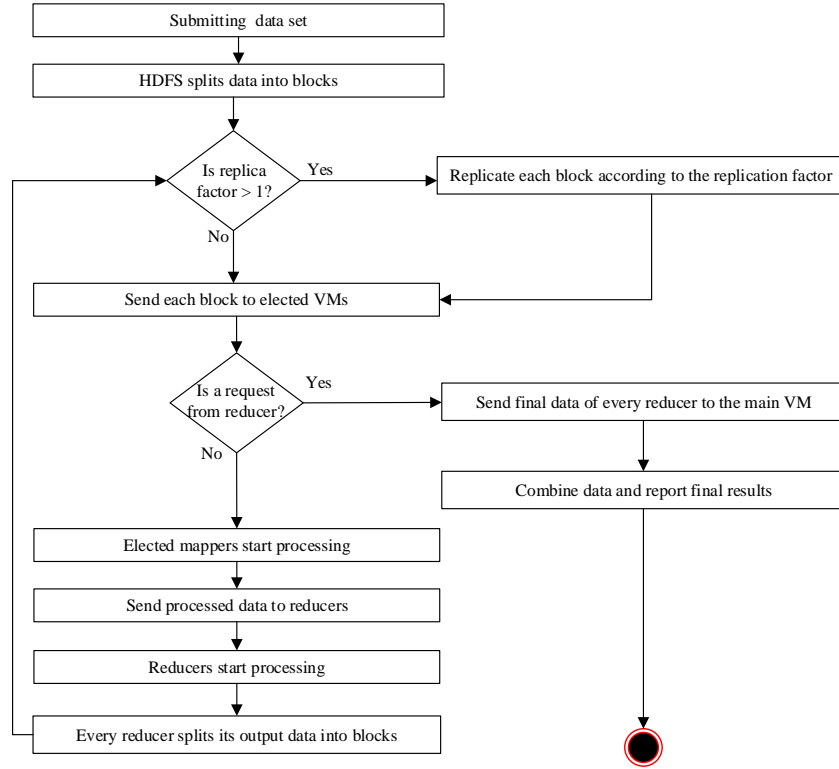 Submitting data set
HDFS splits data into blocks
Is replica
factor > 1?
Yes
Replicate each block according to the replication factor
No
Send each block to elected VMs
Is a request
from reducer?
Yes
Send final data of every reducer to the main VM
No
Combine data and report final results
Elected mappers start processing
Send processed data to reducers
Reducers start processing
Every reducer splits its output data into blocks